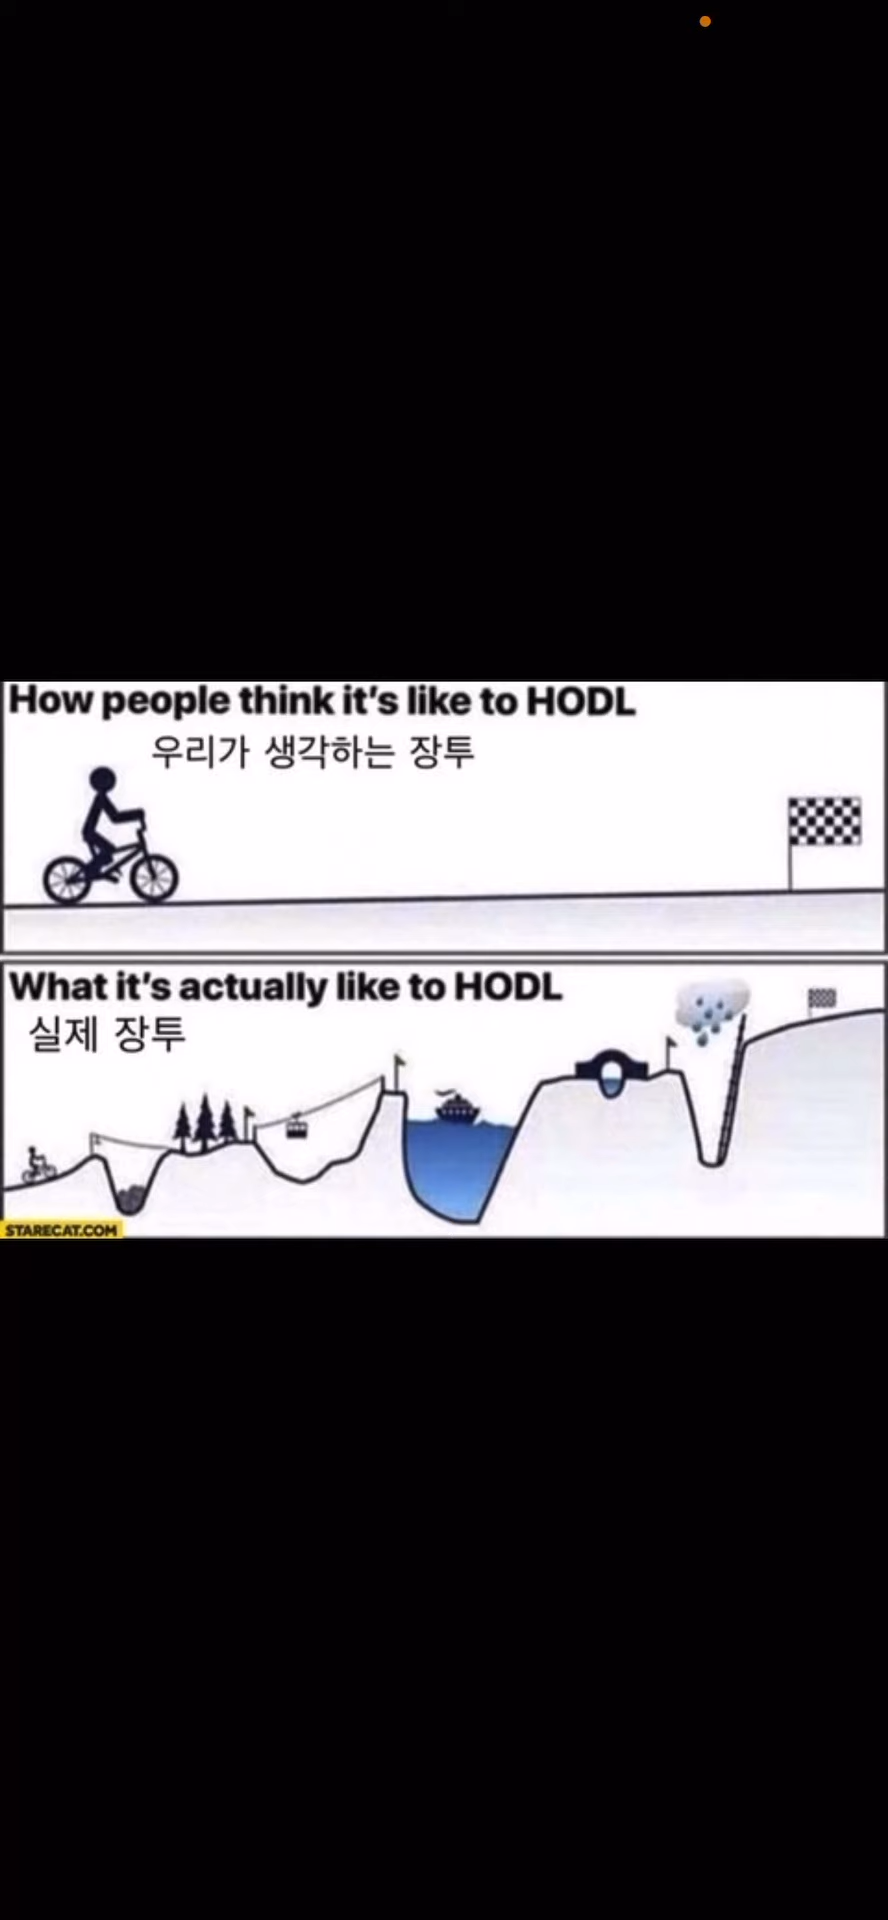 How people think it's like to HODL
우리가 생각하는 장투
What it's actually like to HODL
실제 장투
STARECAT.COM